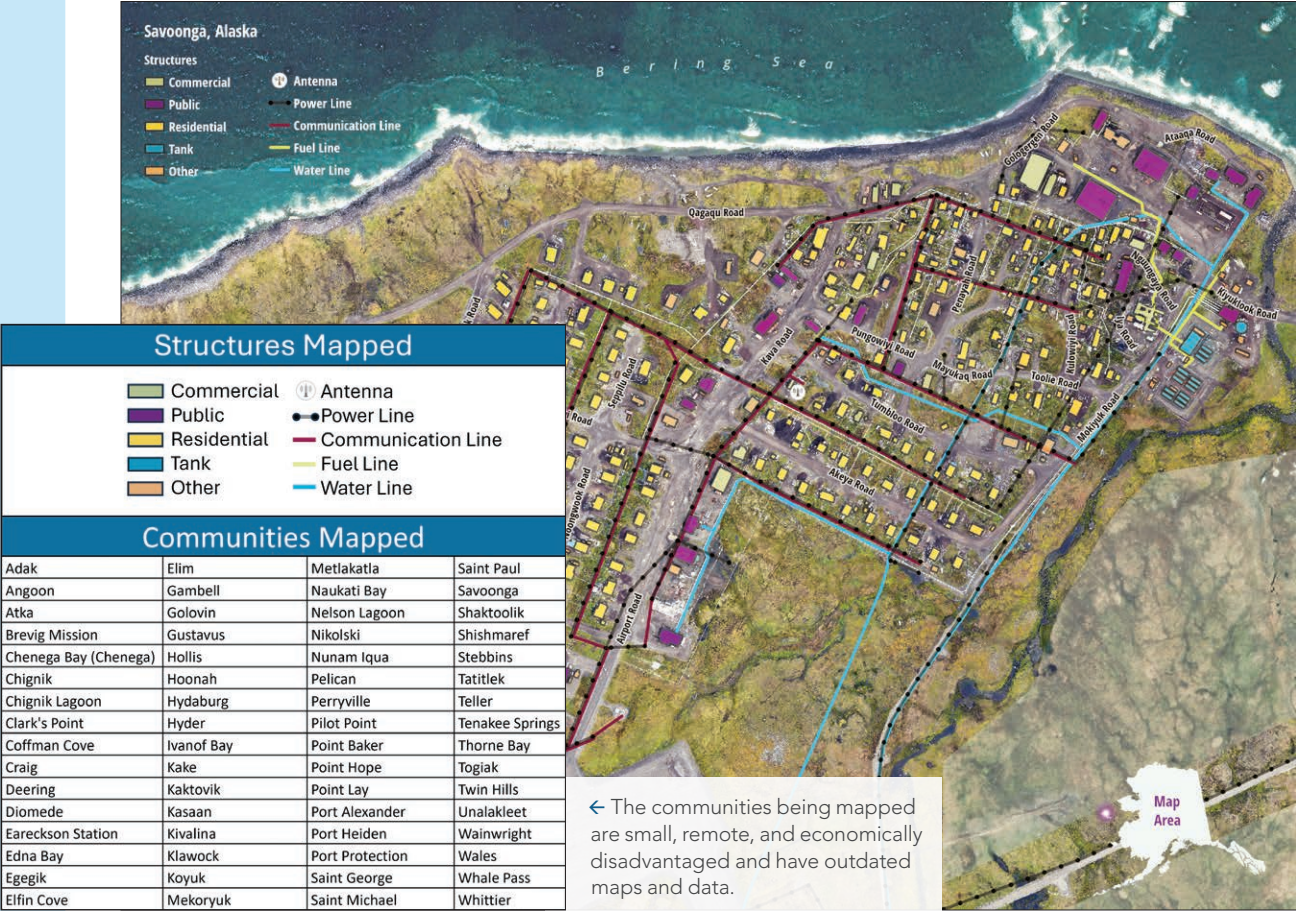 Savoonga, Alaska
Structures
Commercial
Public
Residential
Tank
Other
Antenna
Power Line
Communication Line
Fuel Line
Water Line
Bering Sea
Gologergen Road
Ataaqa Road
Qagaqu Road
Penayah Road
Kiyuklook Road
Kulowiyi Road
Kava Road
Pungowiyi Road
Mayukaq Road
Toolie Road
Seppilu Road
Tumbloo Road
Mokiyuk Road
Akeya Road
Airport Road
Structures Mapped
Commercial
Public
Residential
Tank
Other
Antenna
Power Line
Communication Line
Fuel Line
Water Line
Communities Mapped
Adak Elim Metlakatla Saint Paul
Angoon Gambell Naukati Bay Savoonga
Atka Golovin Nelson Lagoon Shaktoolik
Brevig Mission Gustavus Nikolski Shishmaref
Chenega Bay (Chenega) Hollis Nunam Iqua Stebbins
Chignik Hoonah Pelican Tatitlek
Chignik Lagoon Hydaburg Perryville Teller
Clark's Point Hyder Pilot Point Tenakee Springs
Coffman Cove Ivanof Bay Point Baker Thorne Bay
Craig Kake Point Hope Togiak
Deering Kaktovik Point Lay Twin Hills
Diomede Kasaan Port Alexander Unalakleet
Eareckson Station Kivalina Port Heiden Wainwright
Edna Bay Klawock Port Protection Wales
Egegik Koyuk Saint George Whale Pass
Elfin Cove Mekoryuk Saint Michael Whittier
← The communities being mapped
are small, remote, and economically
disadvantaged and have outdated
maps and data.
Map
Area